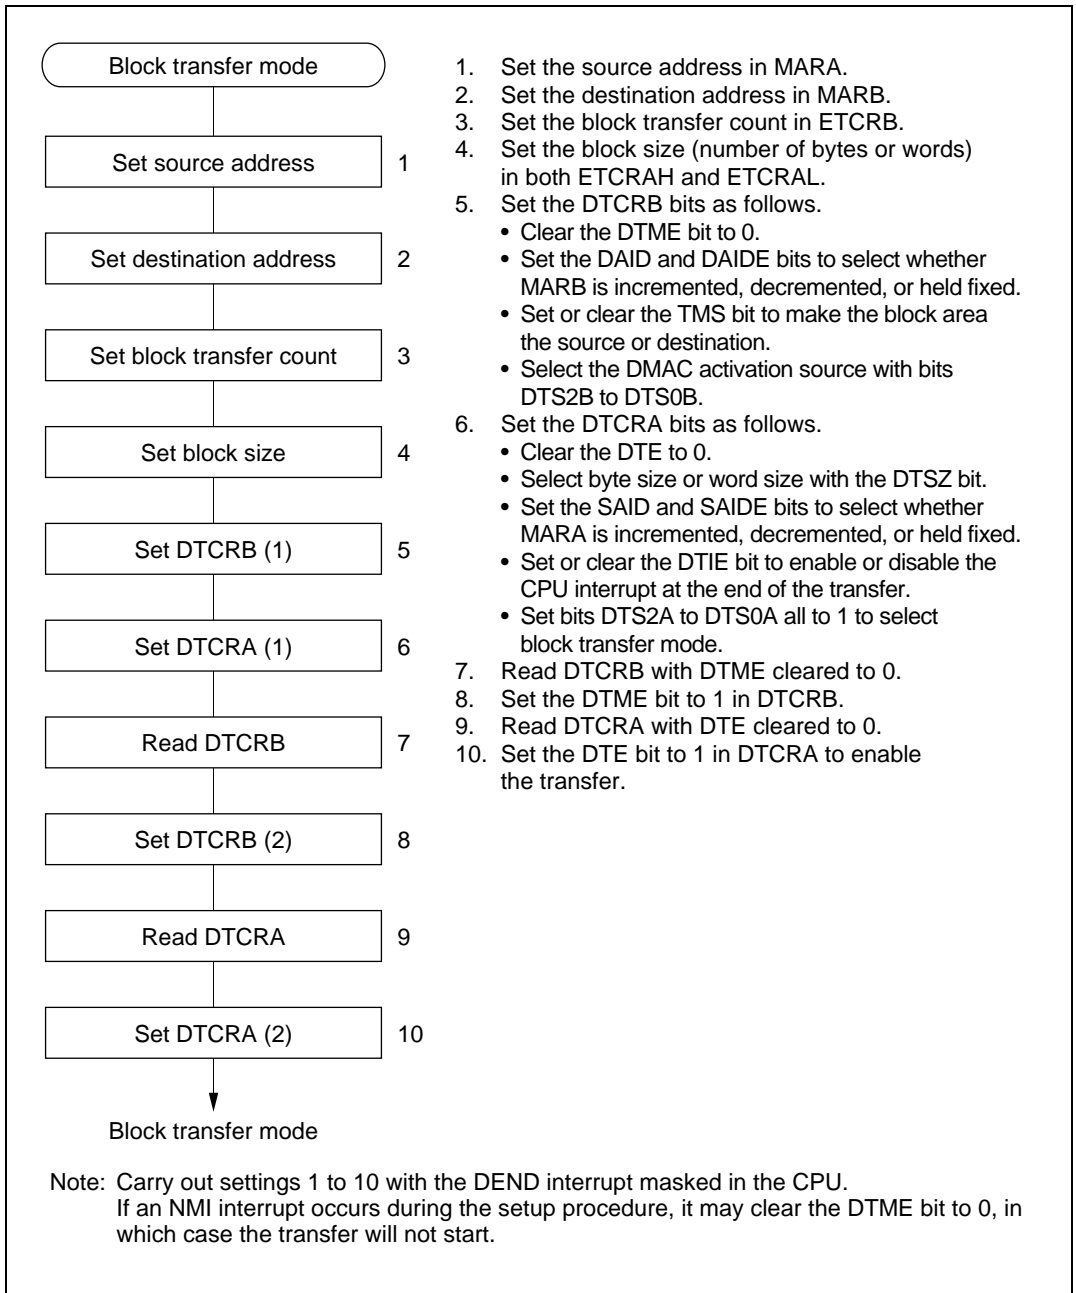 Block transfer mode
Set source address 1
Set destination address 2
Set block transfer count 3
Set block size 4
Set DTCRB (1) 5
Set DTCRA (1) 6
Read DTCRB 7
Set DTCRB (2) 8
Read DTCRA 9
Set DTCRA (2) 10
Block transfer mode
1. Set the source address in MARA.
2. Set the destination address in MARB.
3. Set the block transfer count in ETCRB.
4. Set the block size (number of bytes or words)
in both ETCRAH and ETCRAL.
5. Set the DTCRB bits as follows.
• Clear the DTME bit to 0.
• Set the DAID and DAIDE bits to select whether
MARB is incremented, decremented, or held fixed.
• Set or clear the TMS bit to make the block area
the source or destination.
• Select the DMAC activation source with bits
DTS2B to DTS0B.
6. Set the DTCRA bits as follows.
• Clear the DTE to 0.
• Select byte size or word size with the DTSZ bit.
• Set the SAID and SAIDE bits to select whether
MARA is incremented, decremented, or held fixed.
• Set or clear the DTIE bit to enable or disable the
CPU interrupt at the end of the transfer.
• Set bits DTS2A to DTS0A all to 1 to select
block transfer mode.
7. Read DTCRB with DTME cleared to 0.
8. Set the DTME bit to 1 in DTCRB.
9. Read DTCRA with DTE cleared to 0.
10. Set the DTE bit to 1 in DTCRA to enable
the transfer.
Note: Carry out settings 1 to 10 with the DEND interrupt masked in the CPU.
If an NMI interrupt occurs during the setup procedure, it may clear the DTME bit to 0, in
which case the transfer will not start.